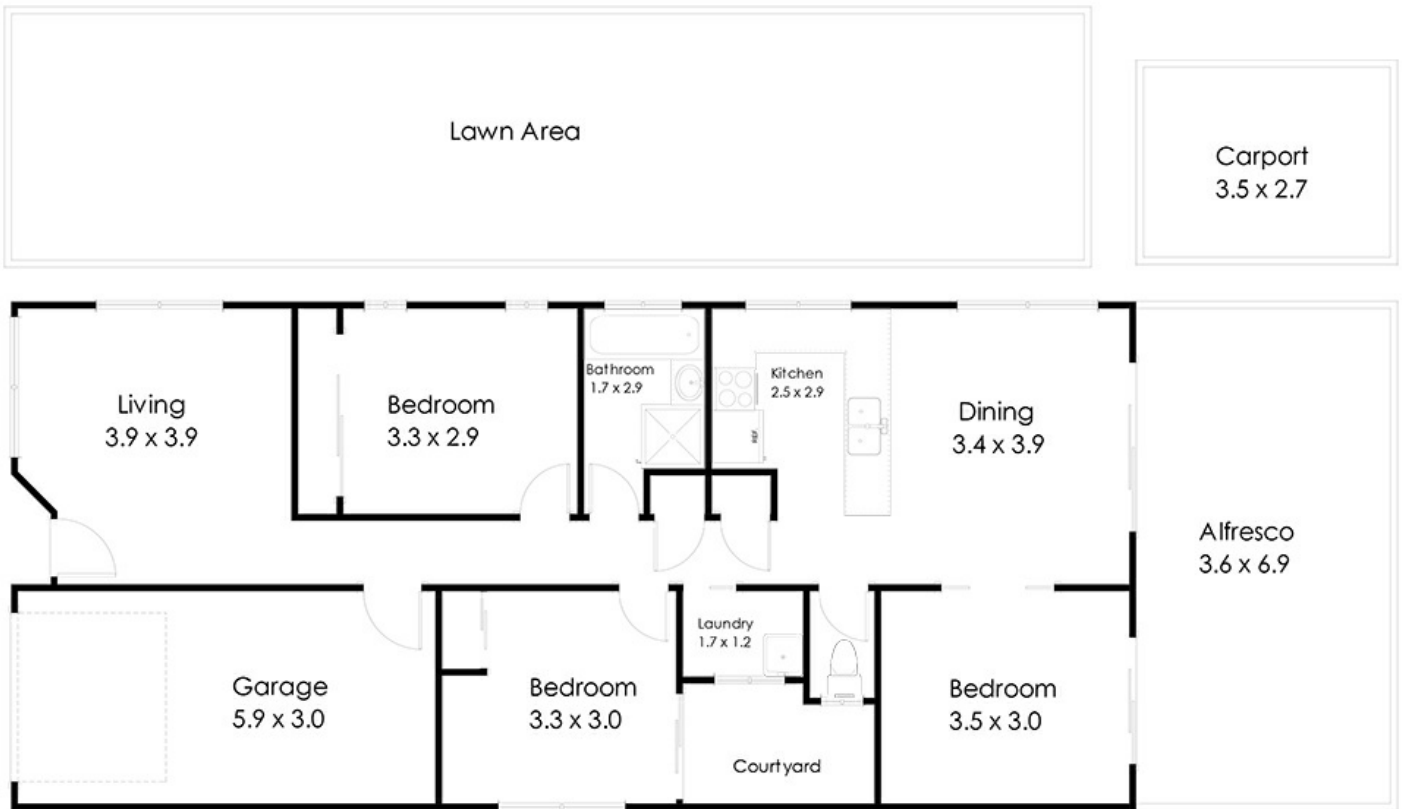 Lawn Area
Carport
3.5 x 2.7
Living
3.9 x 3.9
Bedroom
3.3 x 2.9
Bathroom
1.7 x 2.9
Kitchen
2.5 x 2.9
REF.
Dining
3.4 x 3.9
Alfresco
3.6 x 6.9
Garage
5.9 x 3.0
Bedroom
3.3 x 3.0
Laundry
1.7 x 1.2
Courtyard
Bedroom
3.5 x 3.0